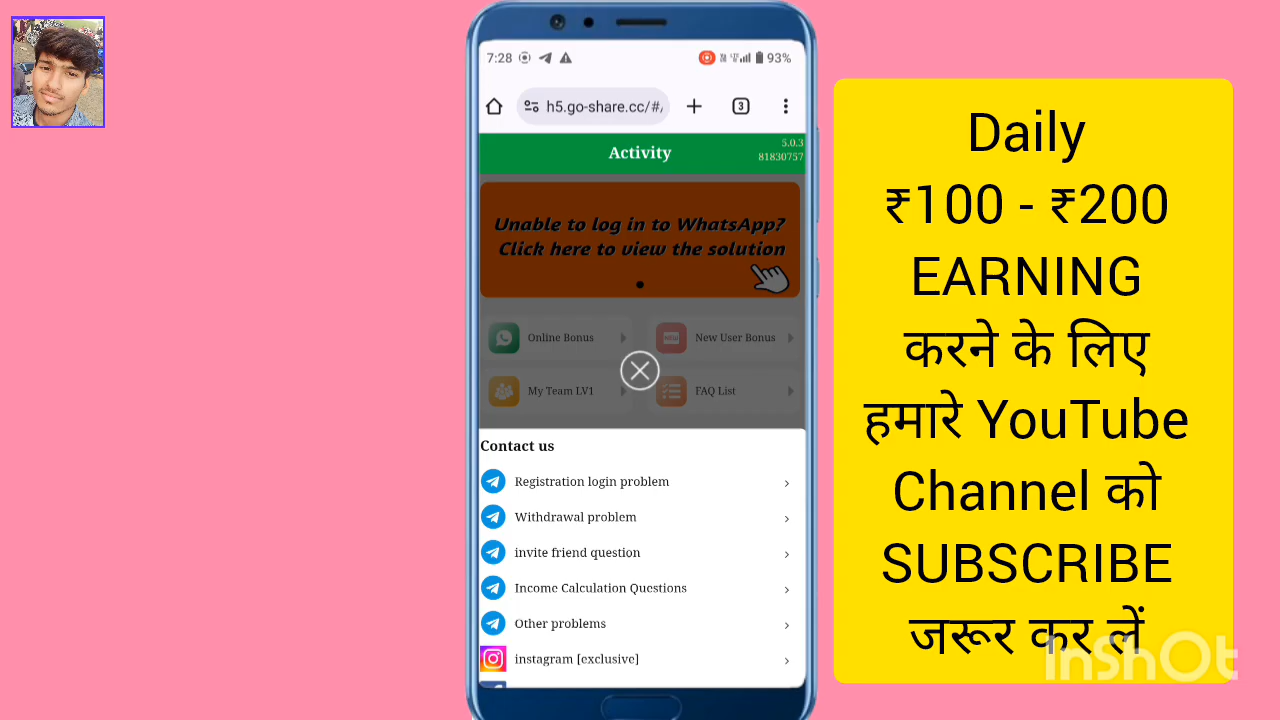 7:28
93%
h5.go-share.cc/#/
3
Activity
5.0.3
81830757
Unable to log in to WhatsApp?
Click here to view the solution
Online Bonus
New User Bonus
My Team LV1
FAQ List
Contact us
Registration login problem
Withdrawal problem
invite friend question
Income Calculation Questions
Other problems
instagram [exclusive]
Daily
₹100 - ₹200
EARNING
करने के लिए
हमारे YouTube
Channel को
SUBSCRIBE
जरूर कर लें
InShOt